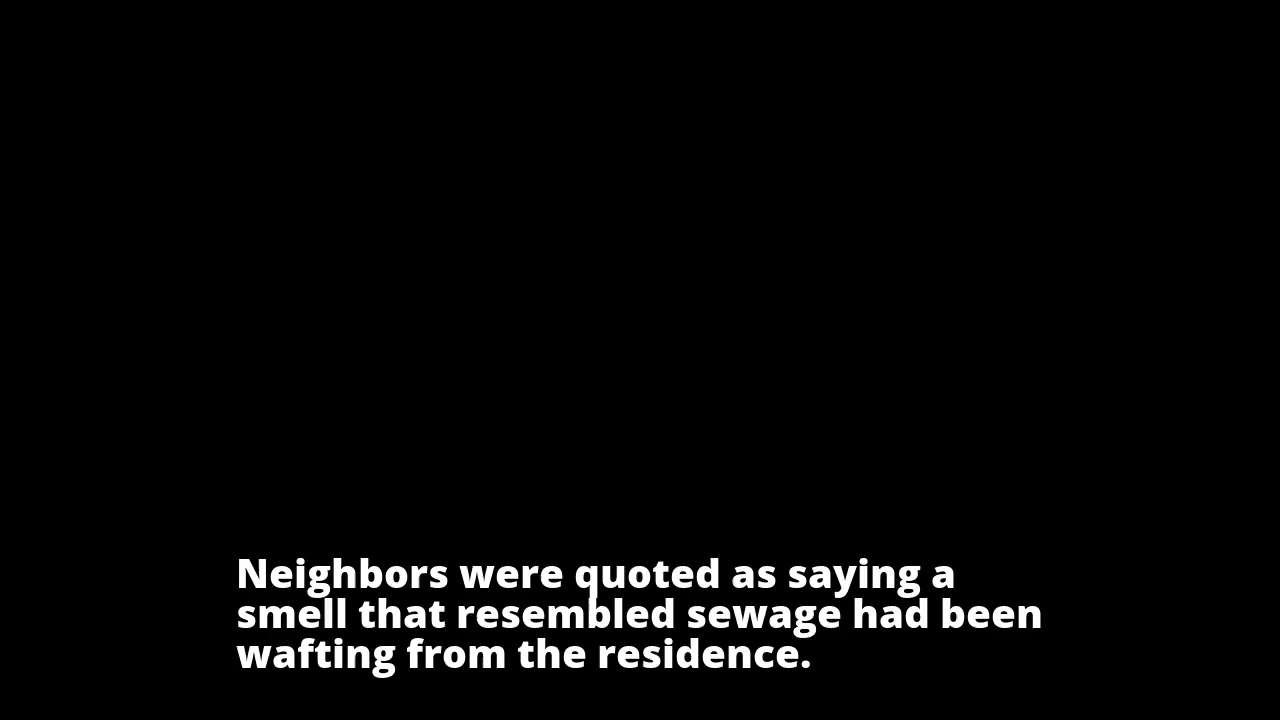 Neighbors were quoted as saying a
smell that resembled sewage had been
wafting from the residence.